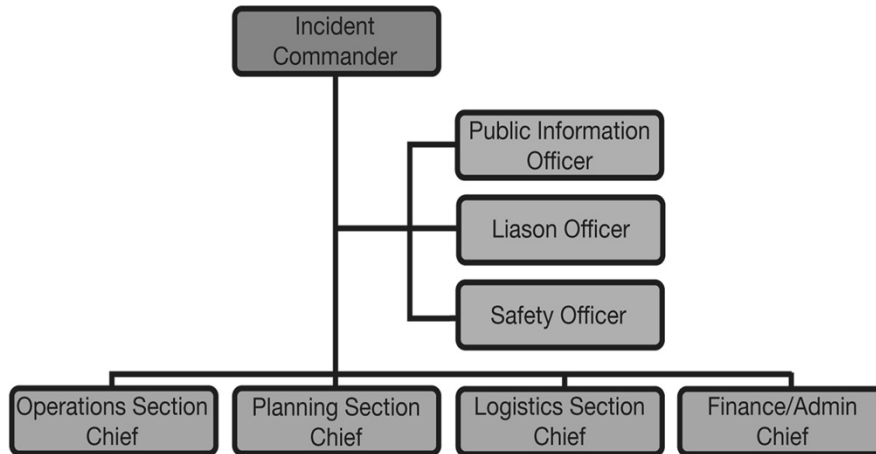 Incident
Commander
Public Information
Officer
Liason Officer
Safety Officer
Operations Section
Chief
Planning Section
Chief
Logistics Section
Chief
Finance/Admin
Chief